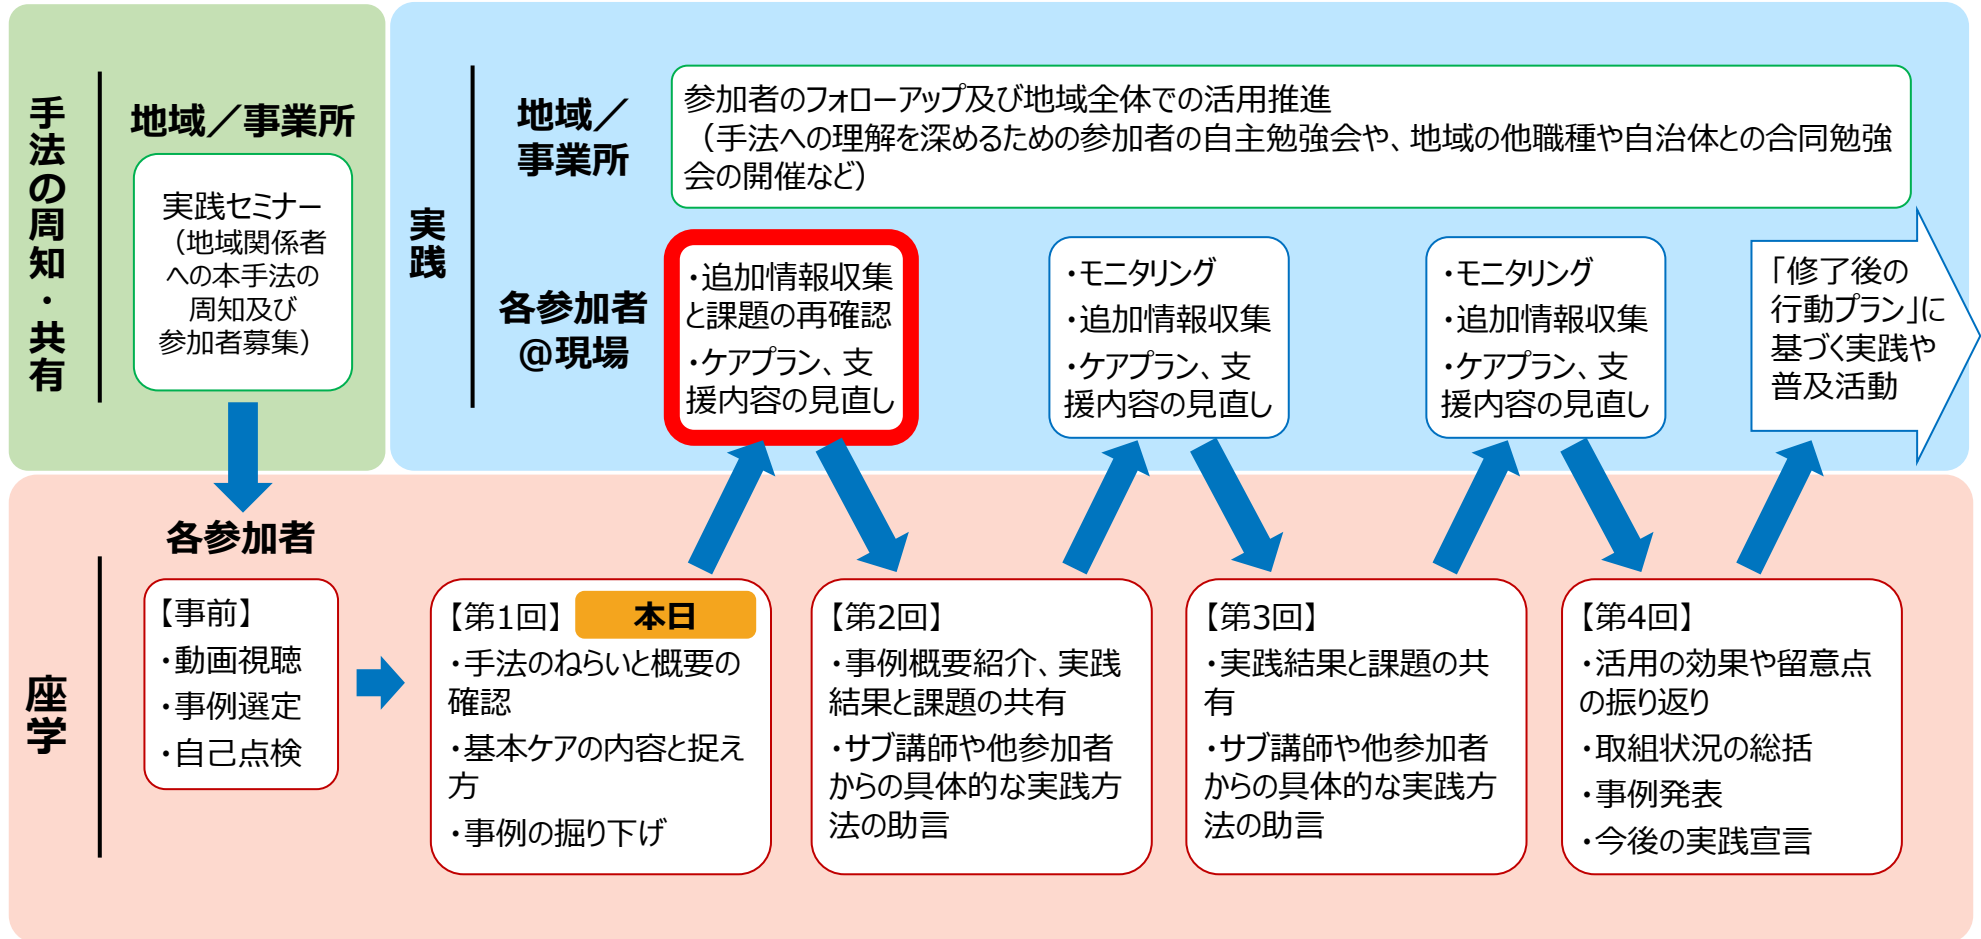 手法の周知・共有
地域／事業所
実践セミナー
（地域関係者
への本手法の
周知及び
参加者募集）
実践
地域／
事業所
参加者のフォローアップ及び地域全体での活用推進
（手法への理解を深めるための参加者の自主勉強会や、地域の他職種や自治体との合同勉強
会の開催など）
各参加者
@現場
・追加情報収集
と課題の再確認
・ケアプラン、支
援内容の見直し
・モニタリング
・追加情報収集
・ケアプラン、支
援内容の見直し
・モニタリング
・追加情報収集
・ケアプラン、支
援内容の見直し
「修了後の
行動プラン」に
基づく実践や
普及活動
座学
各参加者
【事前】
・動画視聴
・事例選定
・自己点検
【第1回】
本日
・手法のねらいと概要の
確認
・基本ケアの内容と捉え
方
・事例の掘り下げ
【第2回】
・事例概要紹介、実践
結果と課題の共有
・サブ講師や他参加者
からの具体的な実践方
法の助言
【第3回】
・実践結果と課題の共
有
・サブ講師や他参加者
からの具体的な実践方
法の助言
【第4回】
・活用の効果や留意点
の振り返り
・取組状況の総括
・事例発表
・今後の実践宣言